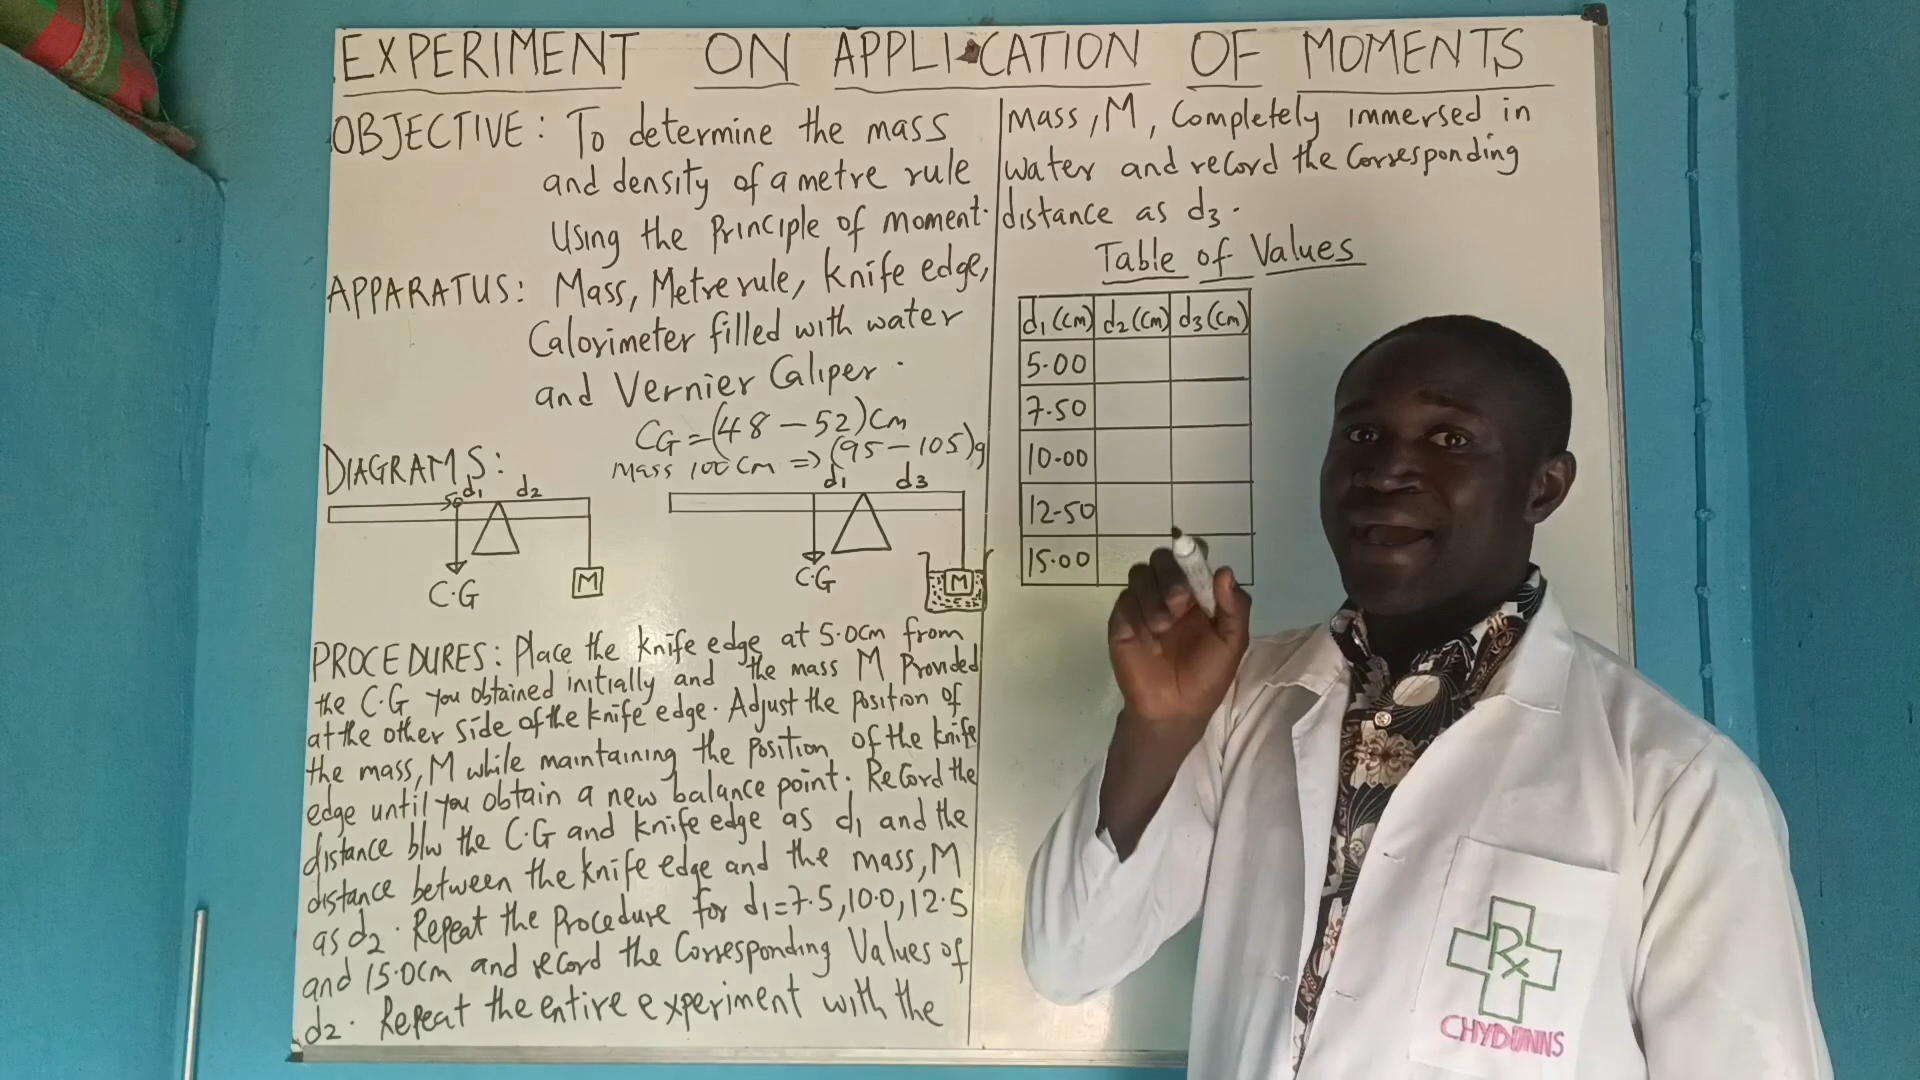 EXPERIMENT ON APPLICATION OF MOMENTS
OBJECTIVE: To determine the mass
and density of a metre rule
Using the Principle of moment.
APPARATUS: Mass, Metre rule, Knife edge,
Calorimeter filled with water
and Vernier Caliper.
CG = (48 - 52)cm
Mass 100cm => (95 - 105)g
DIAGRAMS:
50 d1 d2
C.G
M
d1 d3
C.G
M
PROCEDURES: Place the knife edge at 5.0cm from
the C.G you obtained initially and the mass M Provided
at the other side of the knife edge. Adjust the position of
the mass, M while maintaining the position of the knife
edge until you obtain a new balance point. Record the
distance b/w the C.G and knife edge as d1 and the
distance between the knife edge and the mass, M
as d2. Repeat the Procedure for d1=7.5,10.0,12.5
and 15.0cm and record the Corresponding Values of
d2. Repeat the entire experiment with the
Mass, M, Completely immersed in
water and record the Corresponding
distance as d3.
Table of Values
d1(cm) d2(cm) d3(cm)
5.00
7.50
10.00
12.50
15.00
Rx
CHYDUNNS